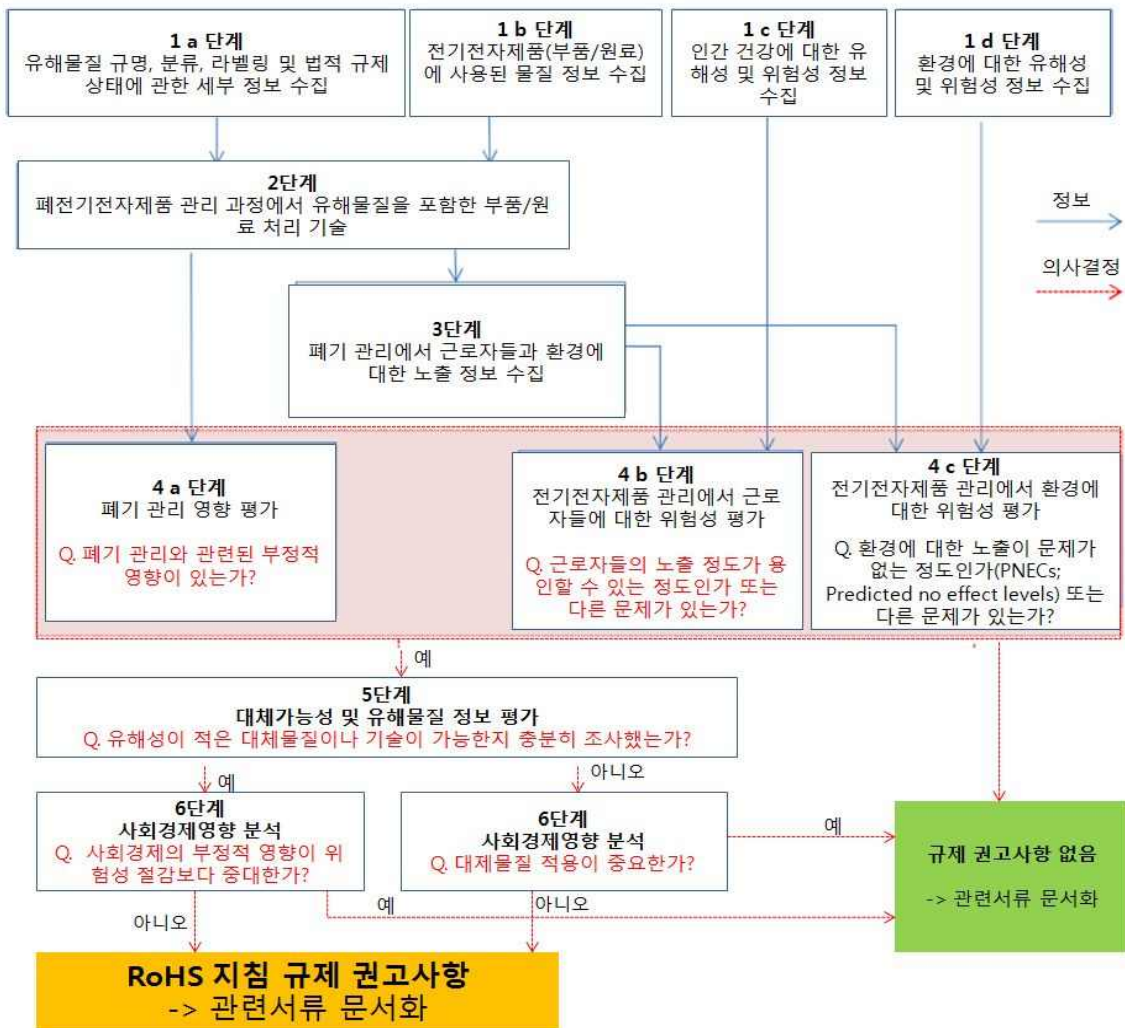 1 a 단계
유해물질 규명, 분류, 라벨링 및 법적 규제
상태에 관한 세부 정보 수집
1 b 단계
전기전자제품(부품/원료)
에 사용된 물질 정보 수집
1 c 단계
인간 건강에 대한 유
해성 및 위험성 정보
수집
1 d 단계
환경에 대한 유해성
및 위험성 정보 수집
2단계
폐전기전자제품 관리 과정에서 유해물질을 포함한 부품/원
료 처리 기술
정보
의사결정
3단계
폐기 관리에서 근로자들과 환경에
대한 노출 정보 수집
4 a 단계
폐기 관리 영향 평가
Q. 폐기 관리와 관련된 부정적
영향이 있는가?
4 b 단계
전기전자제품 관리에서 근로
자들에 대한 위험성 평가
Q. 근로자들의 노출 정도가 용
인할 수 있는 정도인가 또는
다른 문제가 있는가?
4 c 단계
전기전자제품 관리에서 환경에
대한 위험성 평가
Q. 환경에 대한 노출이 문제가
없는 정도인가(PNECs;
Predicted no effect levels) 또는
다른 문제가 있는가?
예
아니오
5단계
대체가능성 및 유해물질 정보 평가
Q. 유해성이 적은 대체물질이나 기술이 가능한지 충분히 조사했는가?
예
아니오
6단계
사회경제영향 분석
Q. 사회경제의 부정적 영향이 위
험성 절감보다 중대한가?
6단계
사회경제영향 분석
Q. 대제물질 적용이 중요한가?
예
규제 권고사항 없음
-> 관련서류 문서화
아니오
예
아니오
RoHS 지침 규제 권고사항
-> 관련서류 문서화